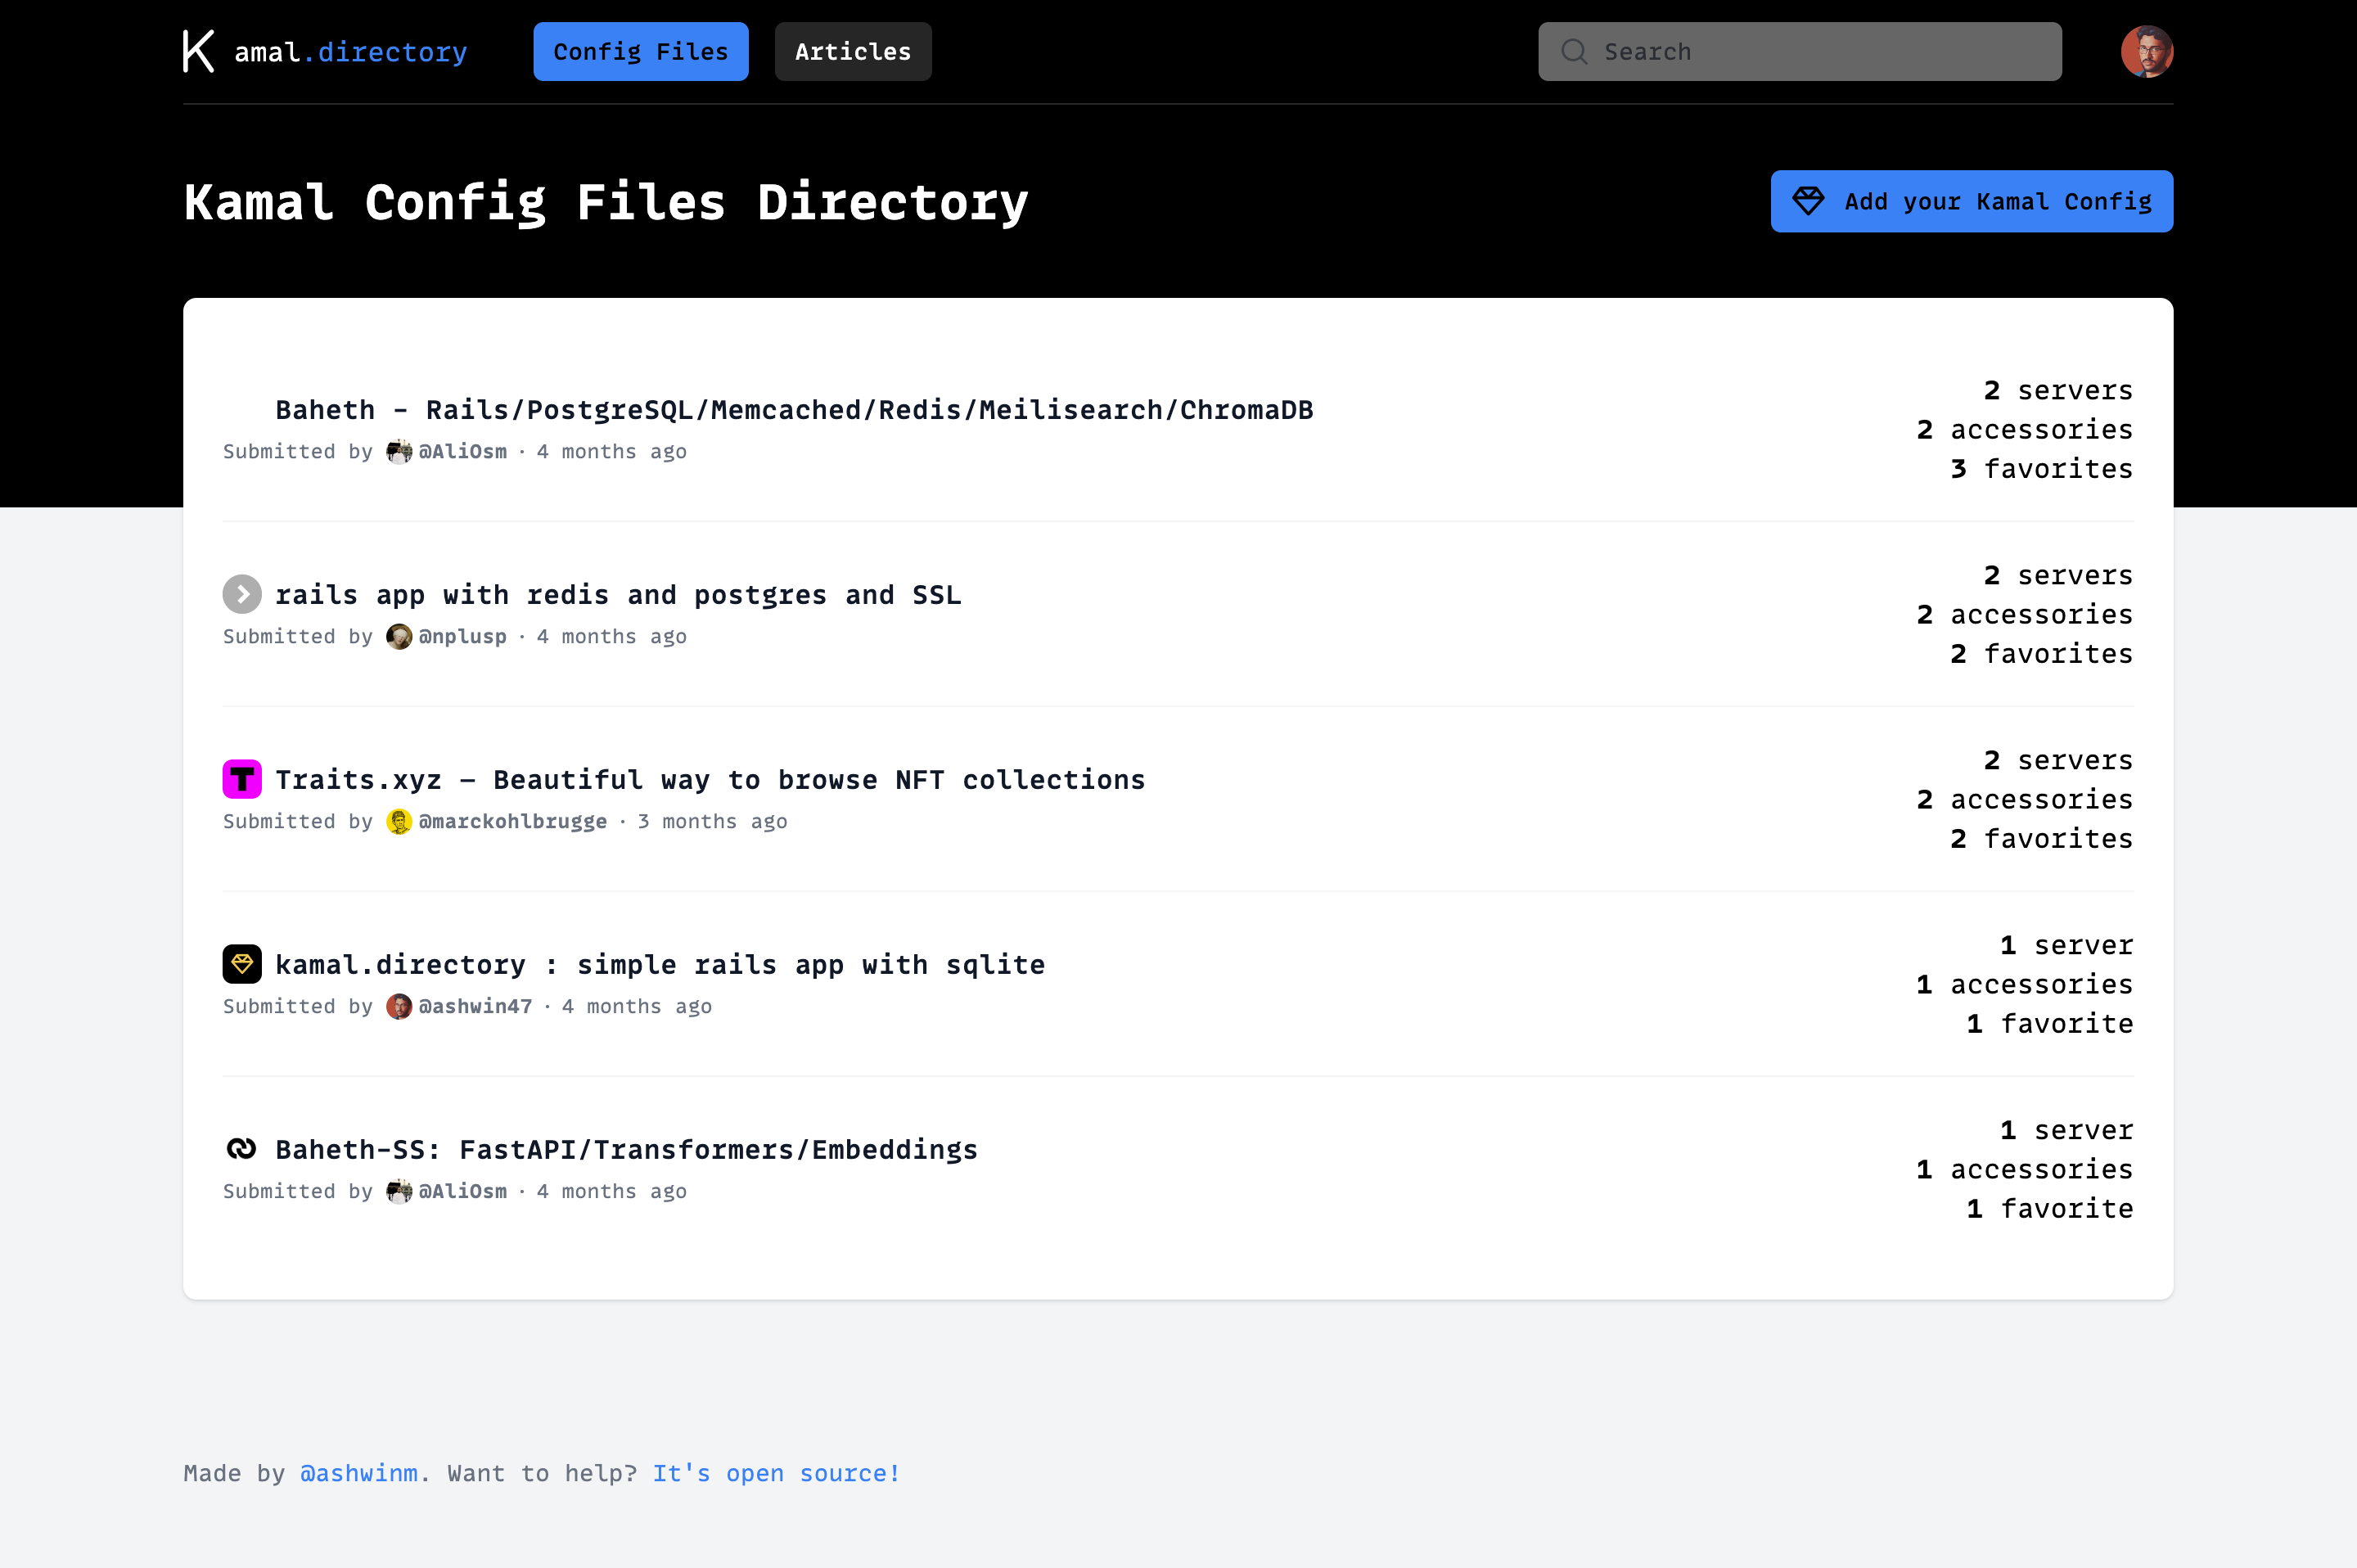 Kamal.directory
Config Files
Articles
Search
Kamal Config Files Directory
Add your Kamal Config
Baheth - Rails/PostgreSQL/Memcached/Redis/Meilisearch/ChromaDB
Submitted by @AliOsm · 4 months ago
2 servers
2 accessories
3 favorites
rails app with redis and postgres and SSL
Submitted by @nplusp · 4 months ago
2 servers
2 accessories
2 favorites
T
Traits.xyz — Beautiful way to browse NFT collections
Submitted by @marckohlbrugge · 3 months ago
2 servers
2 accessories
2 favorites
kamal.directory : simple rails app with sqlite
Submitted by @ashwin47 · 4 months ago
1 server
1 accessories
1 favorite
Baheth-SS: FastAPI/Transformers/Embeddings
Submitted by @AliOsm · 4 months ago
1 server
1 accessories
1 favorite
Made by @ashwinm. Want to help? It's open source!